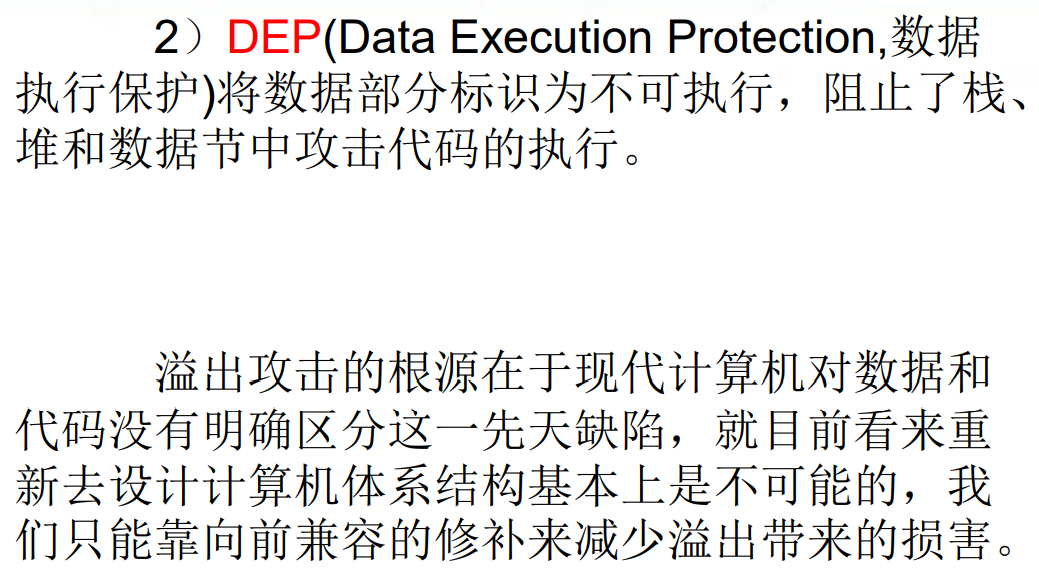 2）DEP(Data Execution Protection,数据
执行保护)将数据部分标识为不可执行，阻止了栈、
堆和数据节中攻击代码的执行。
溢出攻击的根源在于现代计算机对数据和
代码没有明确区分这一先天缺陷，就目前看来重
新去设计计算机体系结构基本上是不可能的，我
们只能靠向前兼容的修补来减少溢出带来的损害。